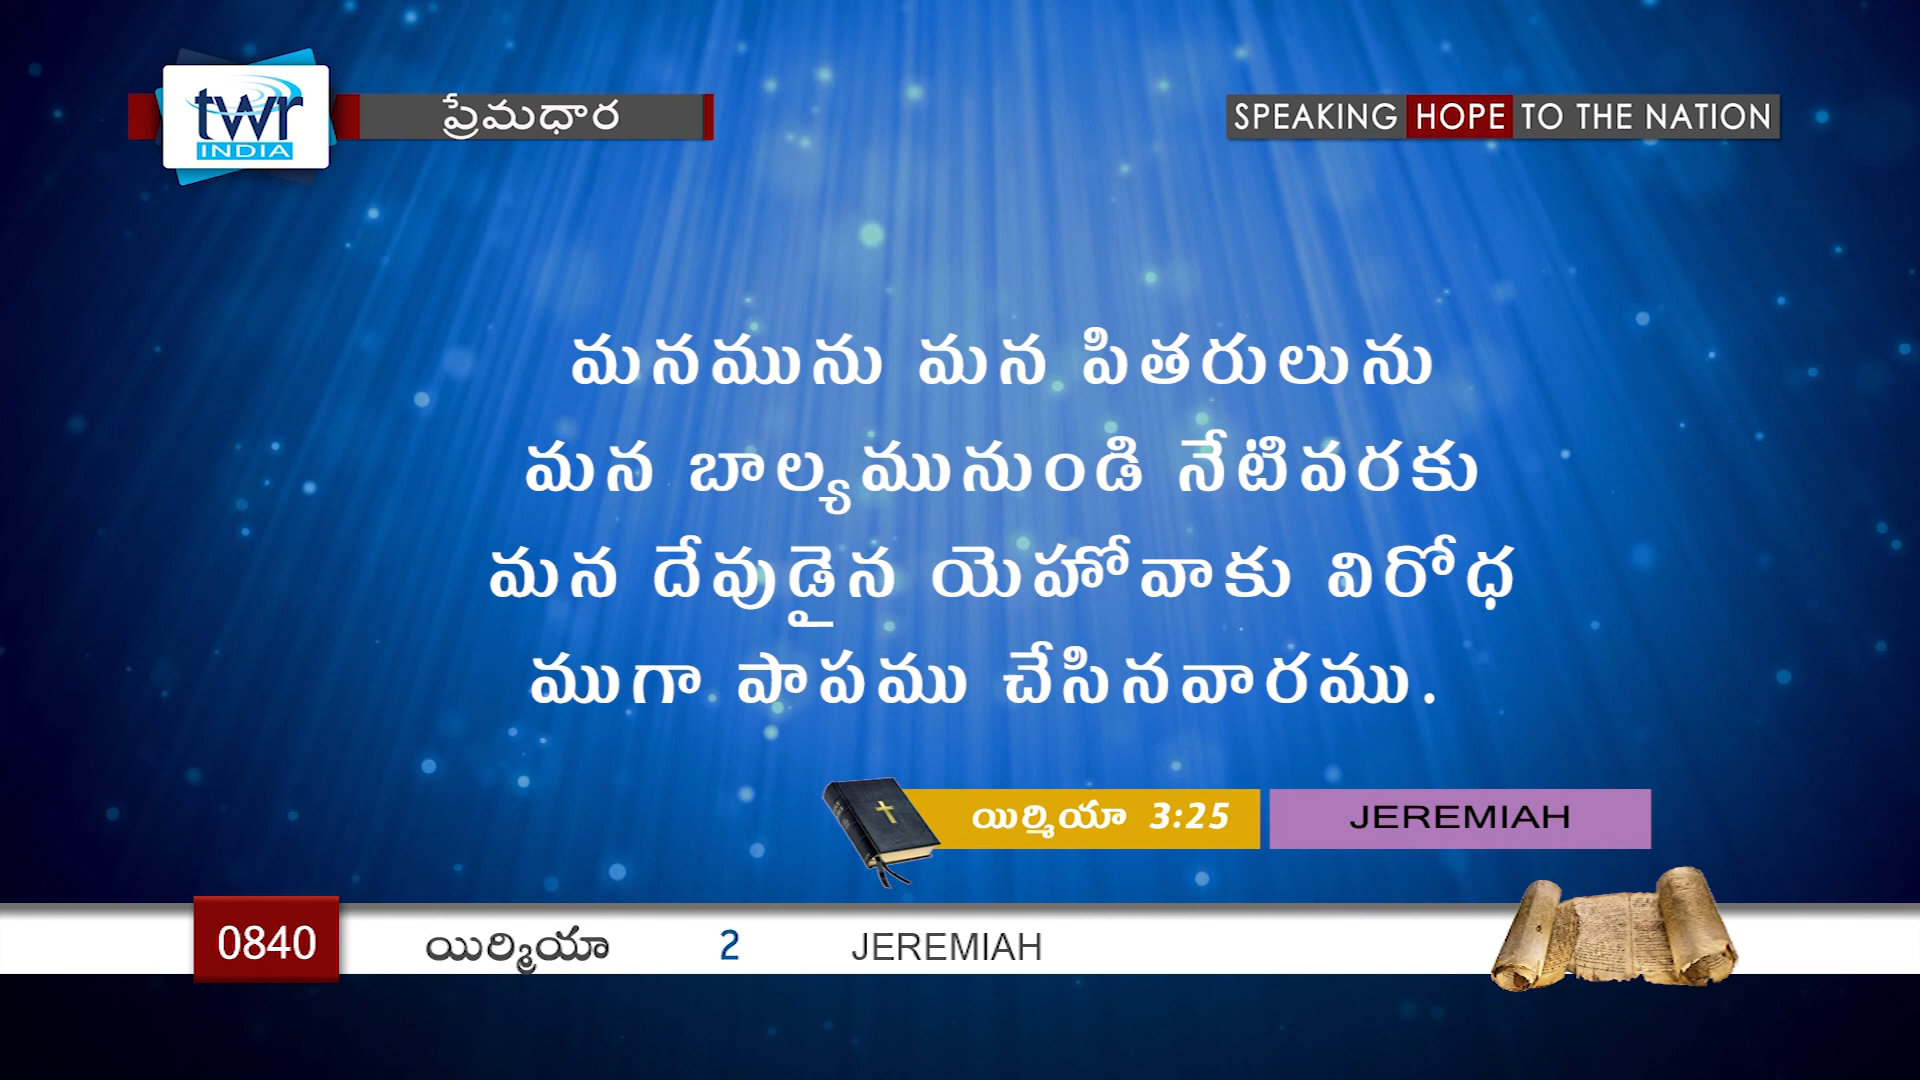 twr
INDIA
ప్రేమధార
SPEAKING HOPE TO THE NATION
మనమును మన పితరులును
మన బాల్యమునుండి నేటివరకు
మన దేవుడైన యెహోవాకు విరోధ
ముగా పాపము చేసినవారము.
యిర్మియా 3:25
JEREMIAH
0840 యిర్మియా 2 JEREMIAH